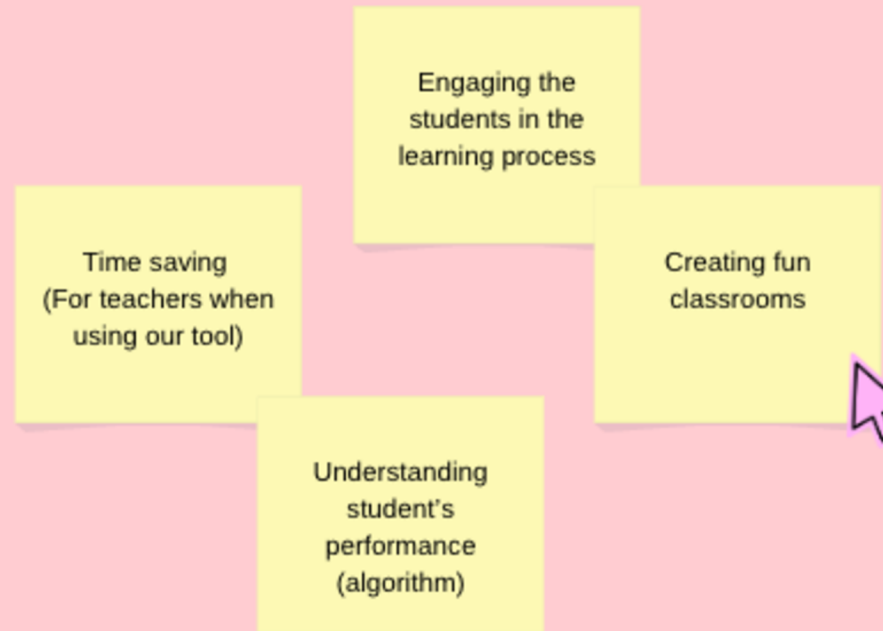 Engaging the
students in the
learning process
Time saving
(For teachers when
using our tool)
Creating fun
classrooms
Understanding
student’s
performance
(algorithm)